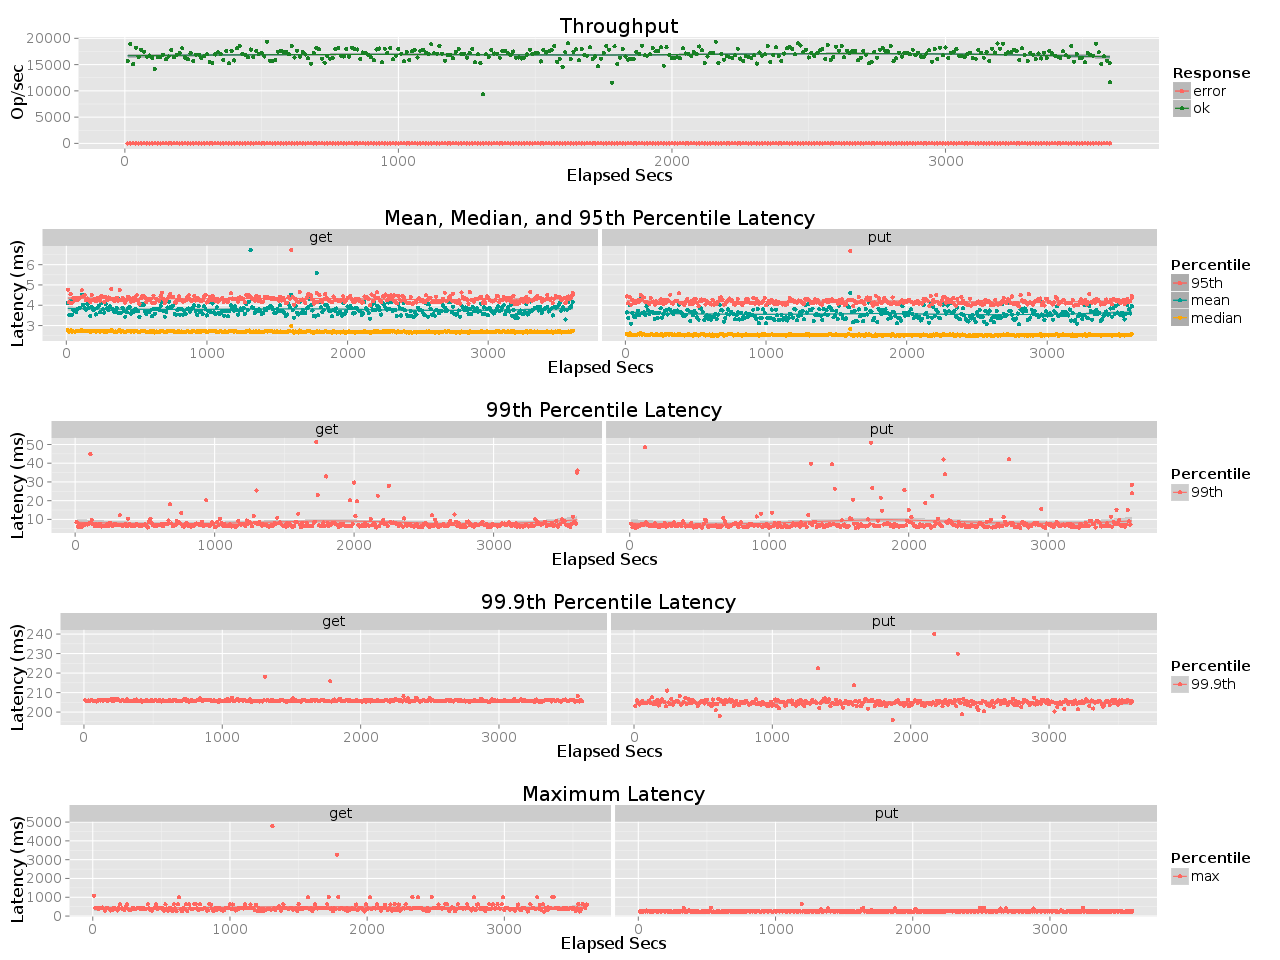 Throughput
20000
15000
10000
5000
0
Op/sec
0 1000 2000 3000
Elapsed Secs
Response
error
ok
Mean, Median, and 95th Percentile Latency
get put
6
5
4
3
Latency (ms)
0 1000 2000 3000 0 1000 2000 3000
Elapsed Secs
Percentile
95th
mean
median
99th Percentile Latency
get put
50
40
30
20
10
Latency (ms)
0 1000 2000 3000 0 1000 2000 3000
Elapsed Secs
Percentile
99th
99.9th Percentile Latency
get put
240
230
220
210
200
Latency (ms)
0 1000 2000 3000 0 1000 2000 3000
Elapsed Secs
Percentile
99.9th
Maximum Latency
get put
5000
4000
3000
2000
1000
0
Latency (ms)
0 1000 2000 3000 0 1000 2000 3000
Elapsed Secs
Percentile
max